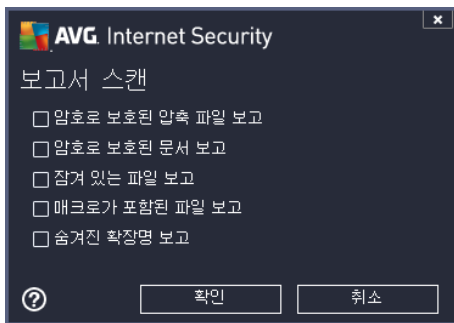 AVG. Internet Security
보고서 스캔
암호로 보호된 압축 파일 보고
암호로 보호된 문서 보고
잠겨 있는 파일 보고
매크로가 포함된 파일 보고
숨겨진 확장명 보고
확인 취소